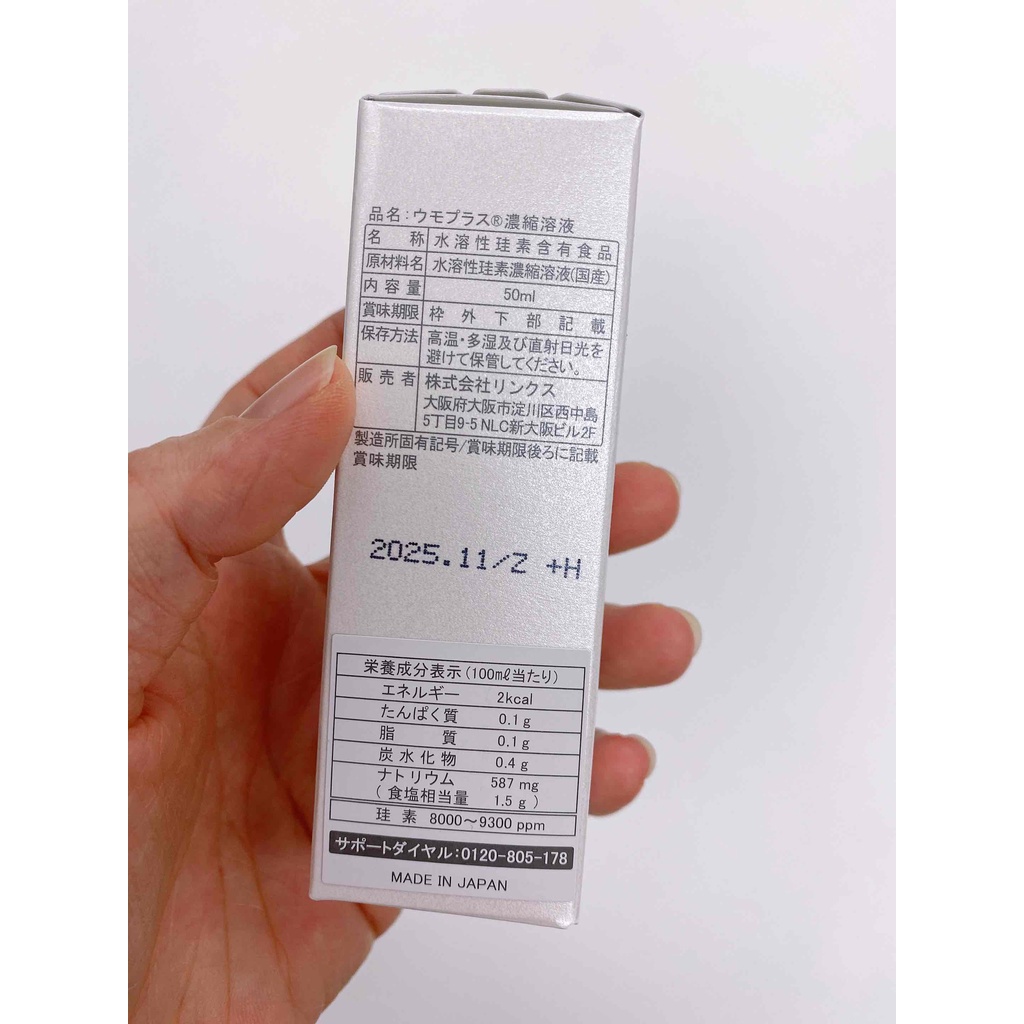 品名:ウモプラス®濃縮溶液
名称 水溶性珪素含有食品
原材料名 水溶性珪素濃縮溶液(国産)
内容量 50ml
賞味期限 枠外下部記載
保存方法 高温・多湿及び直射日光を
避けて保管してください。
販売者 株式会社リンクス
大阪府大阪市淀川区西中島
5丁目9-5 NLC新大阪ビル2F
製造所固有記号/賞味期限後ろに記載
賞味期限
2025.11/Z +H
栄養成分表示(100mℓ当たり)
エネルギー 2kcal
たんぱく質 0.1g
脂質 0.1g
炭水化物 0.4g
ナトリウム 587mg
(食塩相当量 1.5g)
珪素 8000～9300ppm
サポートダイヤル:0120-805-178
MADE IN JAPAN